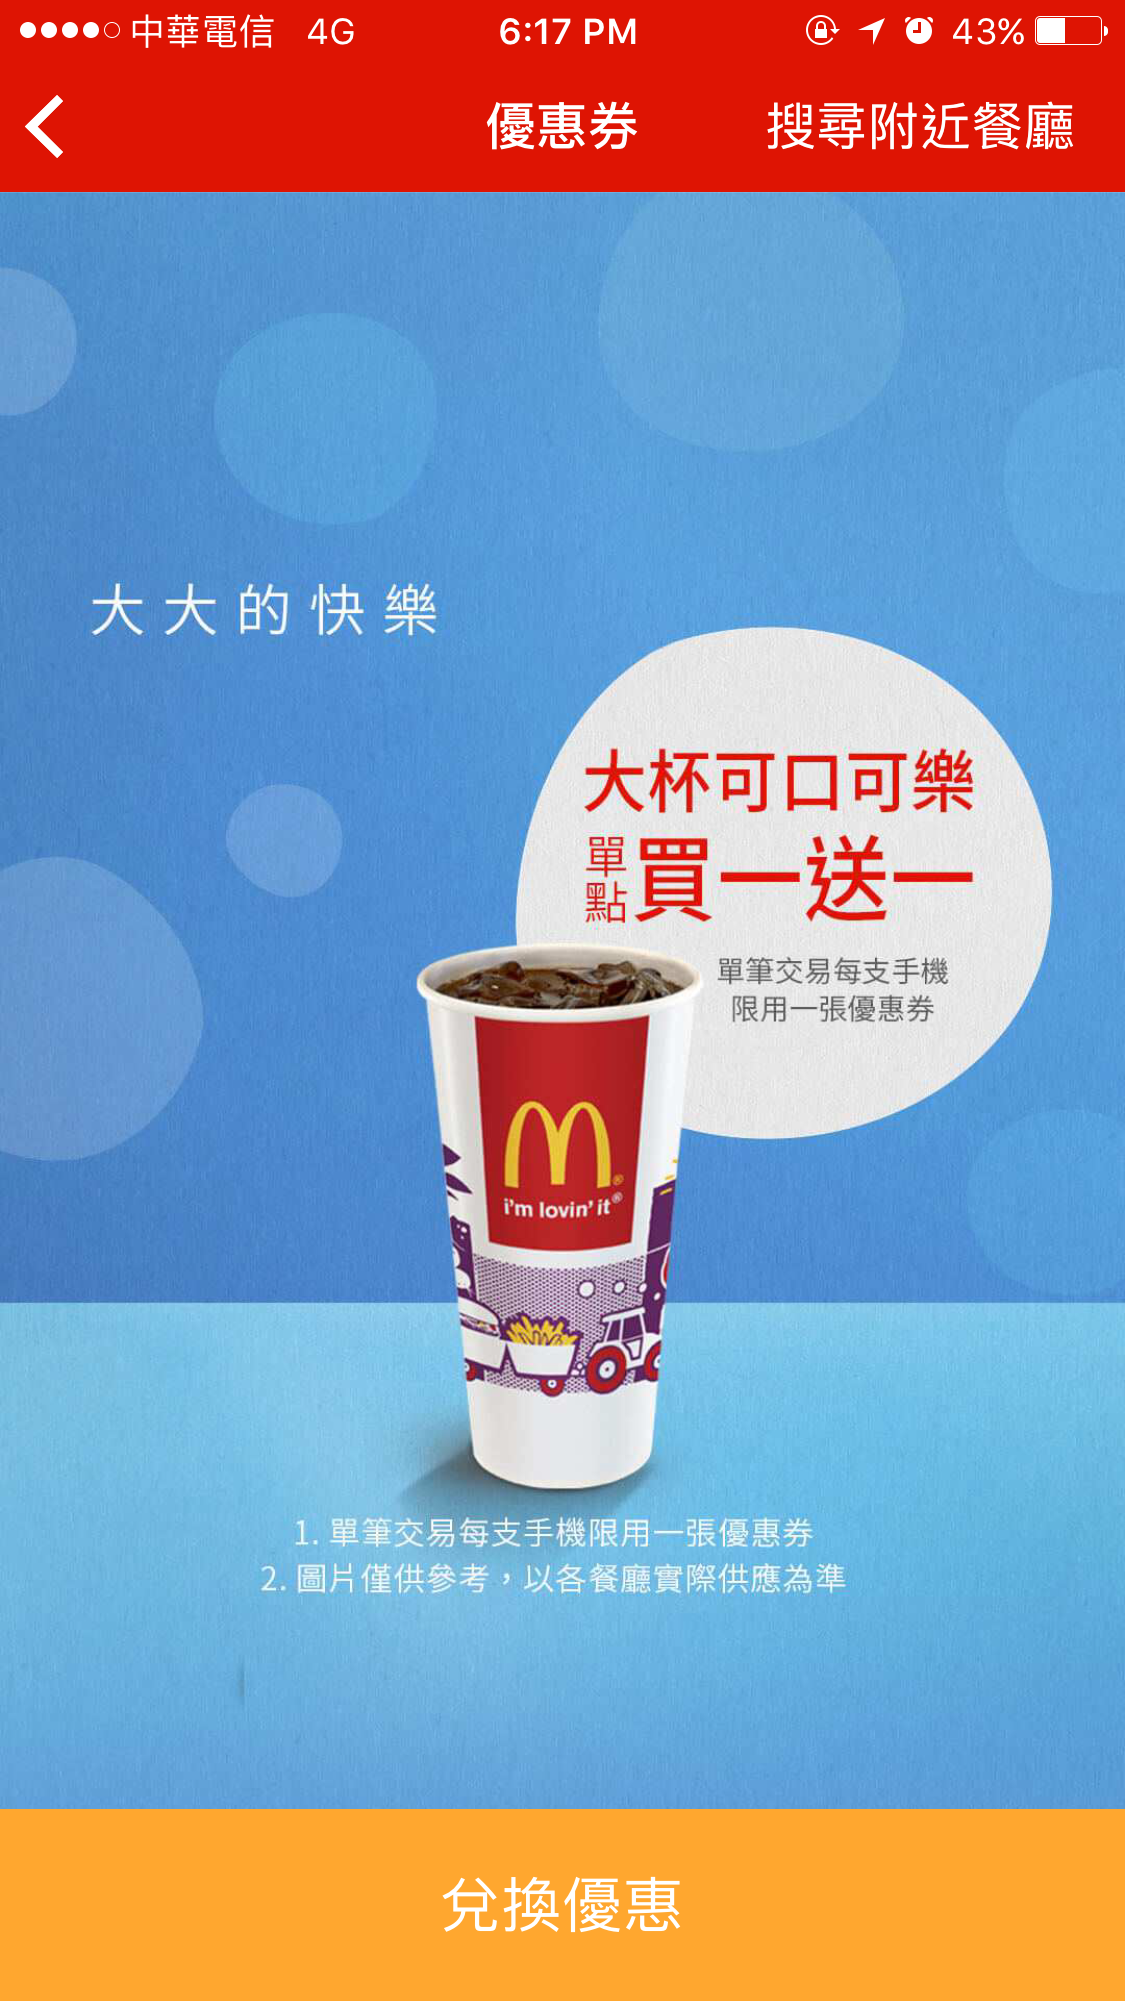 中華電信 4G 6:17 PM 43%
優惠券 搜尋附近餐廳
大大的快樂
大杯可口可樂
單點 買一送一
單筆交易每支手機
限用一張優惠券
M®
i'm lovin' it®
1. 單筆交易每支手機限用一張優惠券
2. 圖片僅供參考，以各餐廳實際供應為準
兌換優惠